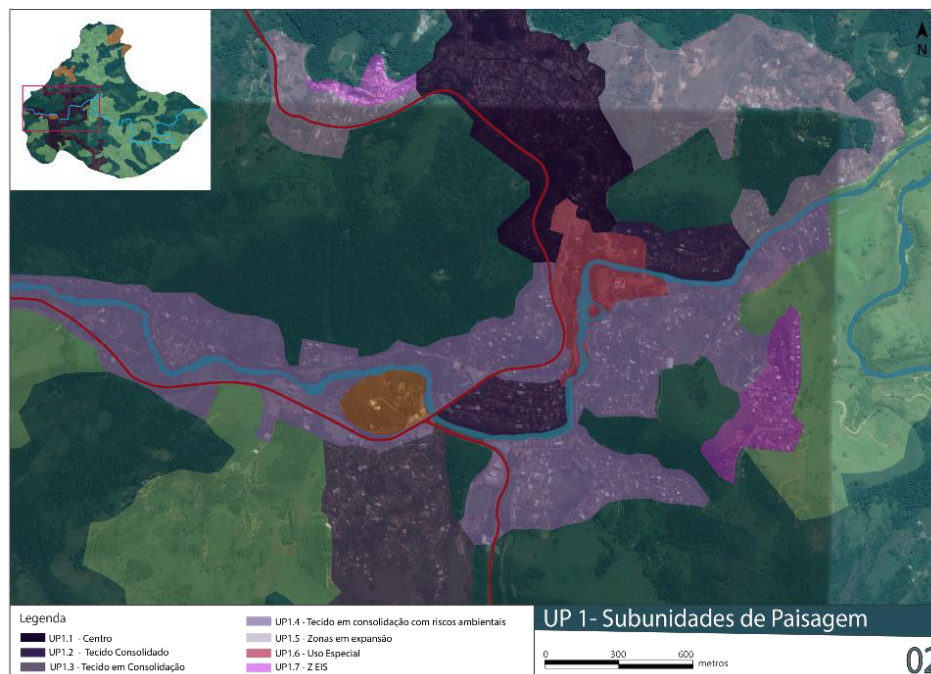 N
Legenda
UP1.1 - Centro
UP1.2 - Tecido Consolidado
UP1.3 - Tecido em Consolidação
UP1.4 - Tecido em consolidação com riscos ambientais
UP1.5 - Zonas em expansão
UP1.6 - Uso Especial
UP1.7 - Z EIS
UP 1- Subunidades de Paisagem
0 300 600 metros
02